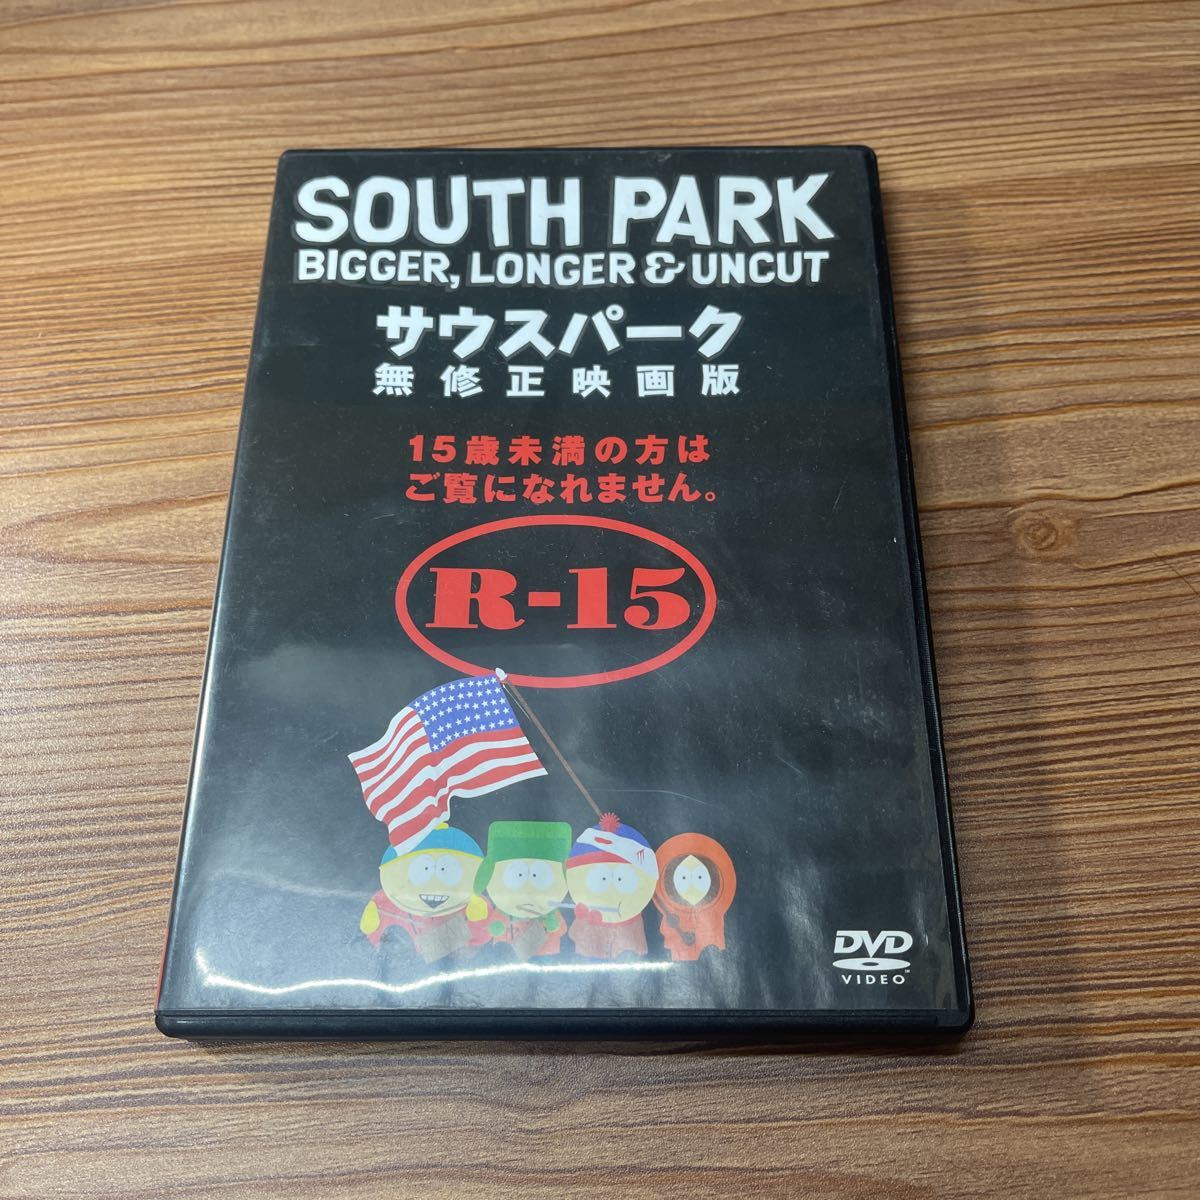 SOUTH PARK
BIGGER, LONGER & UNCUT
サウスパーク
無修正映画版
15歳未満の方は
ご覧になれません。
R-15
DVD
VIDEO™